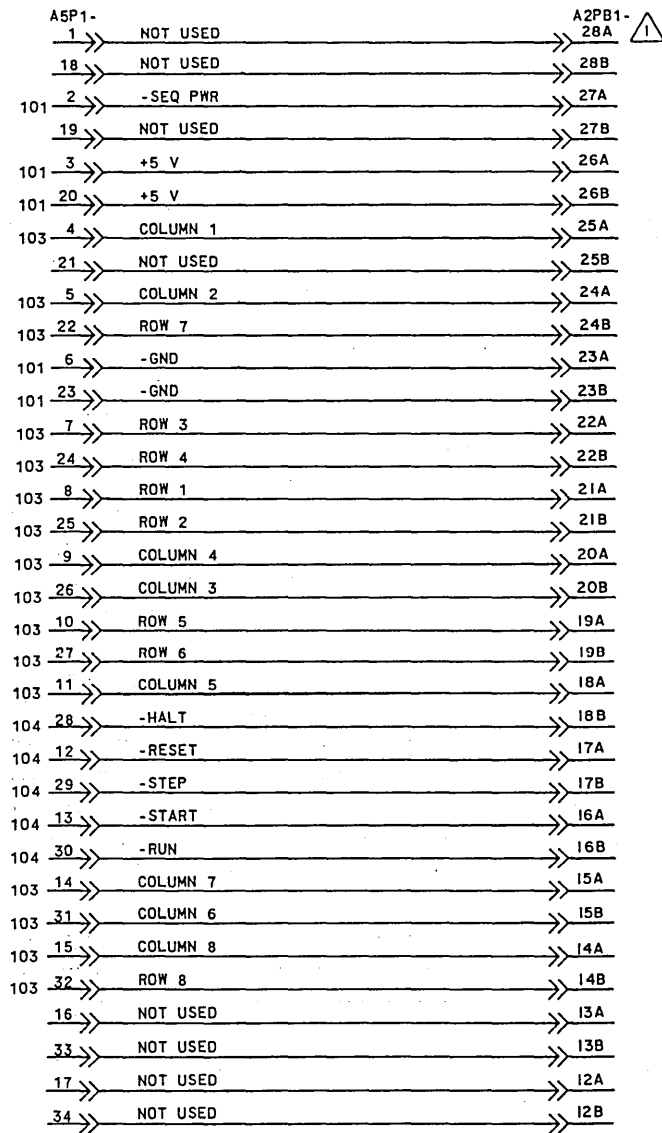 A5P1- A2PB1-
1 NOT USED 28A 1
18 NOT USED 28B
101 2 -SEQ PWR 27A
19 NOT USED 27B
101 3 +5 V 26A
101 20 +5 V 26B
103 4 COLUMN 1 25A
21 NOT USED 25B
103 5 COLUMN 2 24A
103 22 ROW 7 24B
101 6 -GND 23A
101 23 -GND 23B
103 7 ROW 3 22A
103 24 ROW 4 22B
103 8 ROW 1 21A
103 25 ROW 2 21B
103 9 COLUMN 4 20A
103 26 COLUMN 3 20B
103 10 ROW 5 19A
103 27 ROW 6 19B
103 11 COLUMN 5 18A
104 28 -HALT 18B
104 12 -RESET 17A
104 29 -STEP 17B
104 13 -START 16A
104 30 -RUN 16B
103 14 COLUMN 7 15A
103 31 COLUMN 6 15B
103 15 COLUMN 8 14A
103 32 ROW 8 14B
16 NOT USED 13A
33 NOT USED 13B
17 NOT USED 12A
34 NOT USED 12B